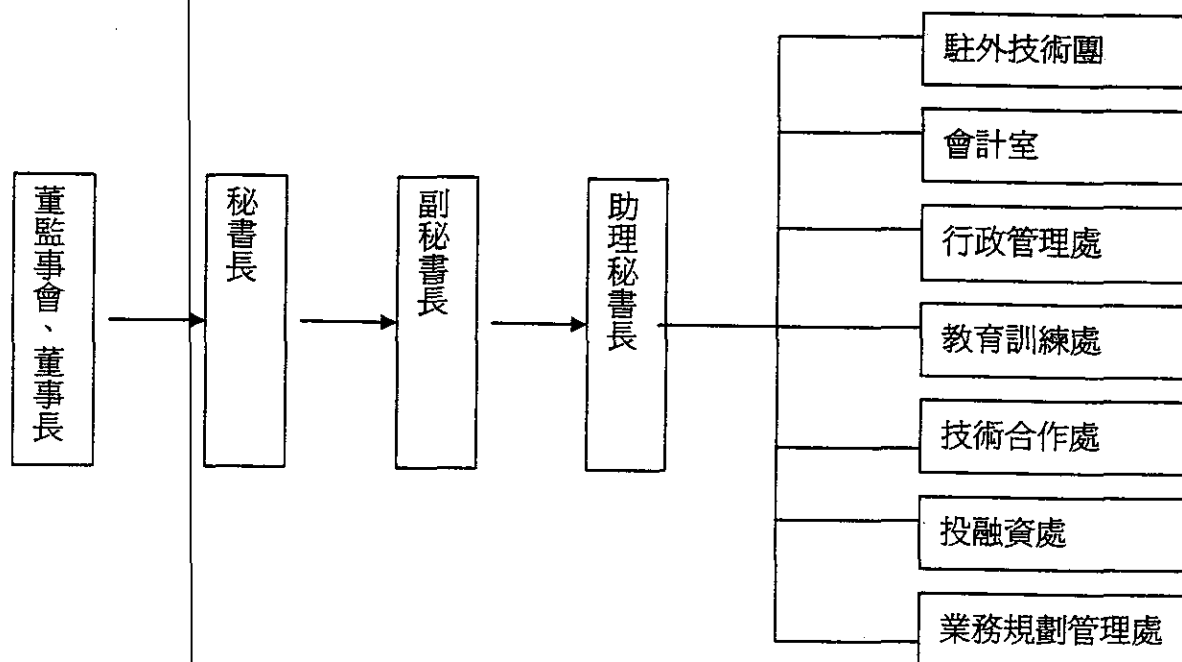 董監事會、董事長
秘書長
副秘書長
助理秘書長
駐外技術團
會計室
行政管理處
教育訓練處
技術合作處
投融資處
業務規劃管理處